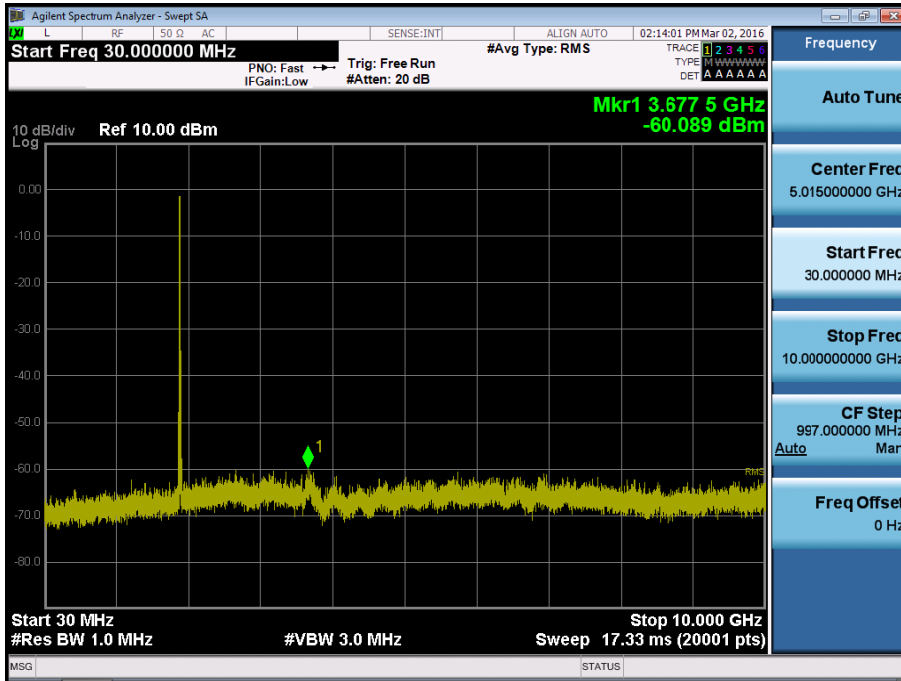 Agilent Spectrum Analyzer - Swept SA
LXI L RF 50 Ω AC SENSE:INT ALIGN AUTO 02:14:01 PM Mar 02, 2016
Start Freq 30.000000 MHz
#Avg Type: RMS
TRACE 1 2 3 4 5 6
TYPE M WWWWW
DET A A A A A A
PNO: Fast
IFGain:Low
Trig: Free Run
#Atten: 20 dB
Mkr1 3.677 5 GHz
-60.089 dBm
10 dB/div
Log
Ref 10.00 dBm
0.00
-10.0
-20.0
-30.0
-40.0
-50.0
-60.0
-70.0
-80.0
1
RMS
Start 30 MHz
Stop 10.000 GHz
#Res BW 1.0 MHz
#VBW 3.0 MHz
Sweep 17.33 ms (20001 pts)
MSG
STATUS
Frequency
Auto Tune
Center Freq
5.015000000 GHz
Start Freq
30.000000 MHz
Stop Freq
10.000000000 GHz
CF Step
997.000000 MHz
Auto Man
Freq Offset
0 Hz